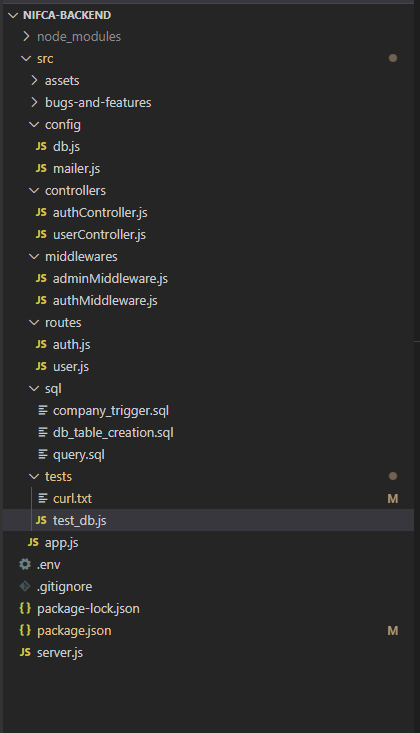 NIFCA-BACKEND
node_modules
src
assets
bugs-and-features
config
JS db.js
JS mailer.js
controllers
JS authController.js
JS userController.js
middlewares
JS adminMiddleware.js
JS authMiddleware.js
routes
JS auth.js
JS user.js
sql
company_trigger.sql
db_table_creation.sql
query.sql
tests
curl.txt M
JS test_db.js
JS app.js
.env
.gitignore
{} package-lock.json
{} package.json M
JS server.js